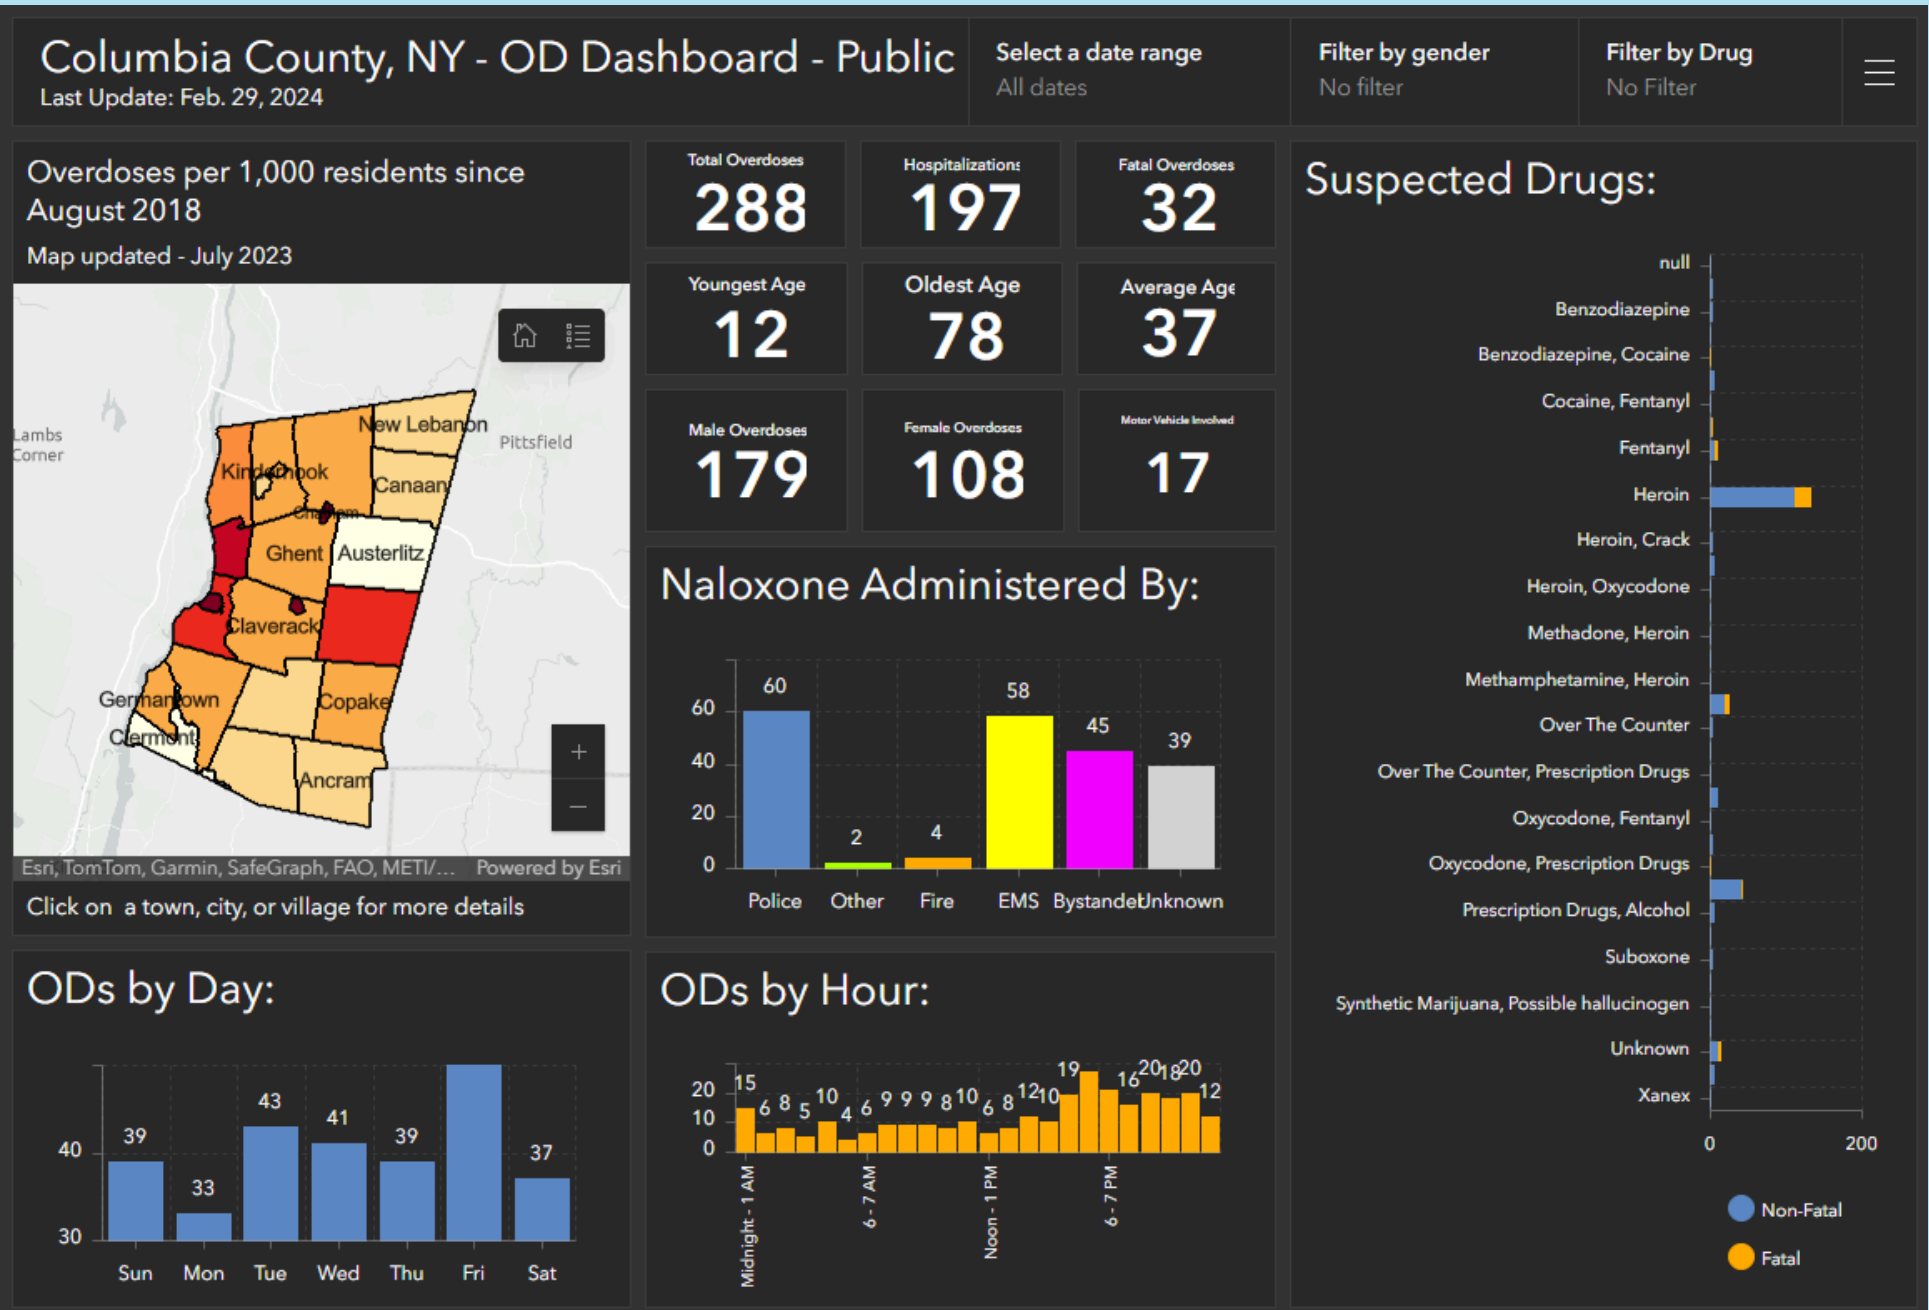 Columbia County, NY - OD Dashboard - Public
Last Update: Feb. 29, 2024
Select a date range
All dates
Filter by gender
No filter
Filter by Drug
No Filter
Overdoses per 1,000 residents since
August 2018
Map updated - July 2023
Lambs
Corner
Pittsfield
New Lebanon
Kinderhook
Canaan
Chatham
Ghent
Austerlitz
Claverack
Germantown
Copake
Clermont
Ancram
+
−
Esri, TomTom, Garmin, SafeGraph, FAO, METI/...
Powered by Esri
Click on a town, city, or village for more details
Total Overdoses
288
Hospitalizations
197
Fatal Overdoses
32
Youngest Age
12
Oldest Age
78
Average Age
37
Male Overdoses
179
Female Overdoses
108
Motor Vehicle Involved
17
Naloxone Administered By:
60
40
20
0
60
2
4
58
45
39
Police
Other
Fire
EMS
Bystander
Unknown
ODs by Day:
40
30
39
33
43
41
39
37
Sun
Mon
Tue
Wed
Thu
Fri
Sat
ODs by Hour:
20
10
0
15
6
8
5
10
4
6
9
9
9
8
10
6
8
12
10
19
16
20
18
20
12
Midnight - 1 AM
6 - 7 AM
Noon - 1 PM
6 - 7 PM
Suspected Drugs:
null
Benzodiazepine
Benzodiazepine, Cocaine
Cocaine, Fentanyl
Fentanyl
Heroin
Heroin, Crack
Heroin, Oxycodone
Methadone, Heroin
Methamphetamine, Heroin
Over The Counter
Over The Counter, Prescription Drugs
Oxycodone, Fentanyl
Oxycodone, Prescription Drugs
Prescription Drugs, Alcohol
Suboxone
Synthetic Marijuana, Possible hallucinogen
Unknown
Xanex
0
200
Non-Fatal
Fatal